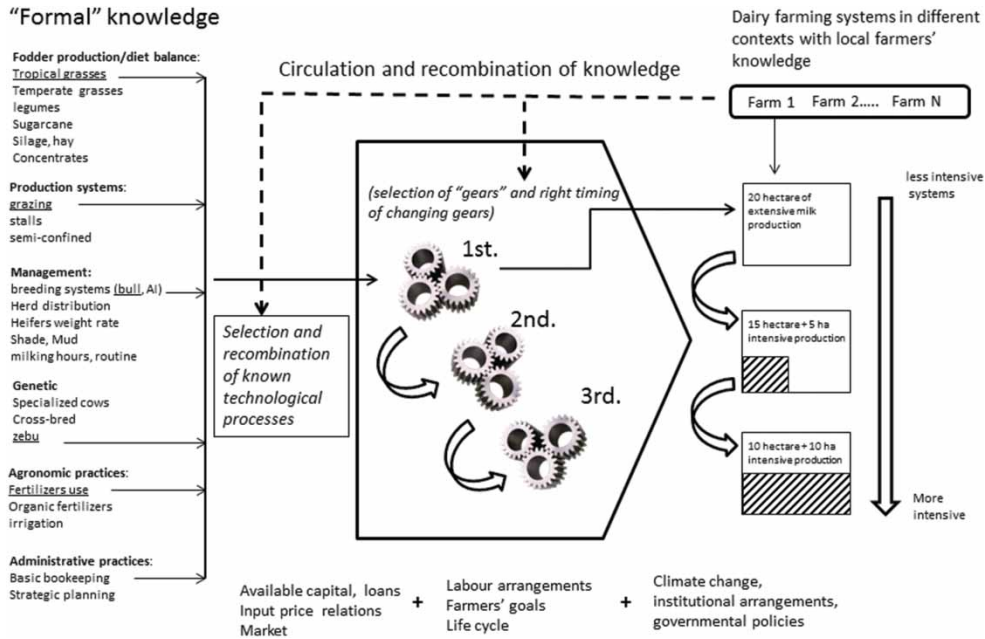 “Formal” knowledge
Fodder production/diet balance:
Tropical grasses
Temperate grasses
legumes
Sugarcane
Silage, hay
Concentrates
Production systems:
grazing
stalls
semi-confined
Management:
breeding systems (bull, AI)
Herd distribution
Heifers weight rate
Shade, Mud
milking hours, routine
Genetic
Specialized cows
Cross-bred
zebu
Agronomic practices:
Fertilizers use
Organic fertilizers
irrigation
Administrative practices:
Basic bookeeping
Strategic planning
Circulation and recombination of knowledge
Selection and
recombination
of known
technological
processes
(selection of “gears” and right timing
of changing gears)
1st.
2nd.
3rd.
Dairy farming systems in different
contexts with local farmers’
knowledge
Farm 1 Farm 2..... Farm N
20 hectare of
extensive milk
production
15 hectare+5 ha
intensive production
10 hectare+10 ha
intensive production
less intensive
systems
More
intensive
Available capital, loans
Input price relations
Market
+
Labour arrangements
Farmers’ goals
Life cycle
+
Climate change,
institutional arrangements,
governmental policies